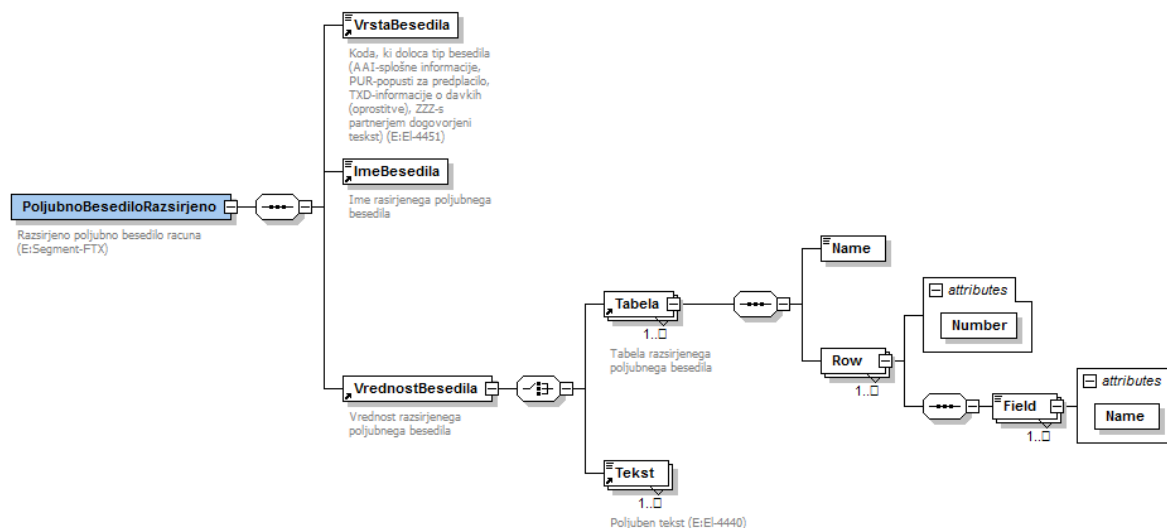 VrstaBesedila
Koda, ki doloca tip besedila
(AAI-splošne informacije,
PUR-popusti za predplacilo,
TXD-informacije o davkih
(oprostitve), ZZZ-s
partnerjem dogovorjeni
teskst) (E:El-4451)
ImeBesedila
Ime rasirjenega poljubnega
besedila
PoljubnoBesediloRazsirjeno
Razsirjeno poljubno besedilo racuna
(E:Segment-FTX)
VrednostBesedila
Vrednost razsirjenega
poljubnega besedila
Tabela
1..□
Tabela razsirjenega
poljubnega besedila
Name
attributes
Number
Row
1..□
Field
1..□
attributes
Name
Tekst
1..□
Poljuben tekst (E:El-4440)